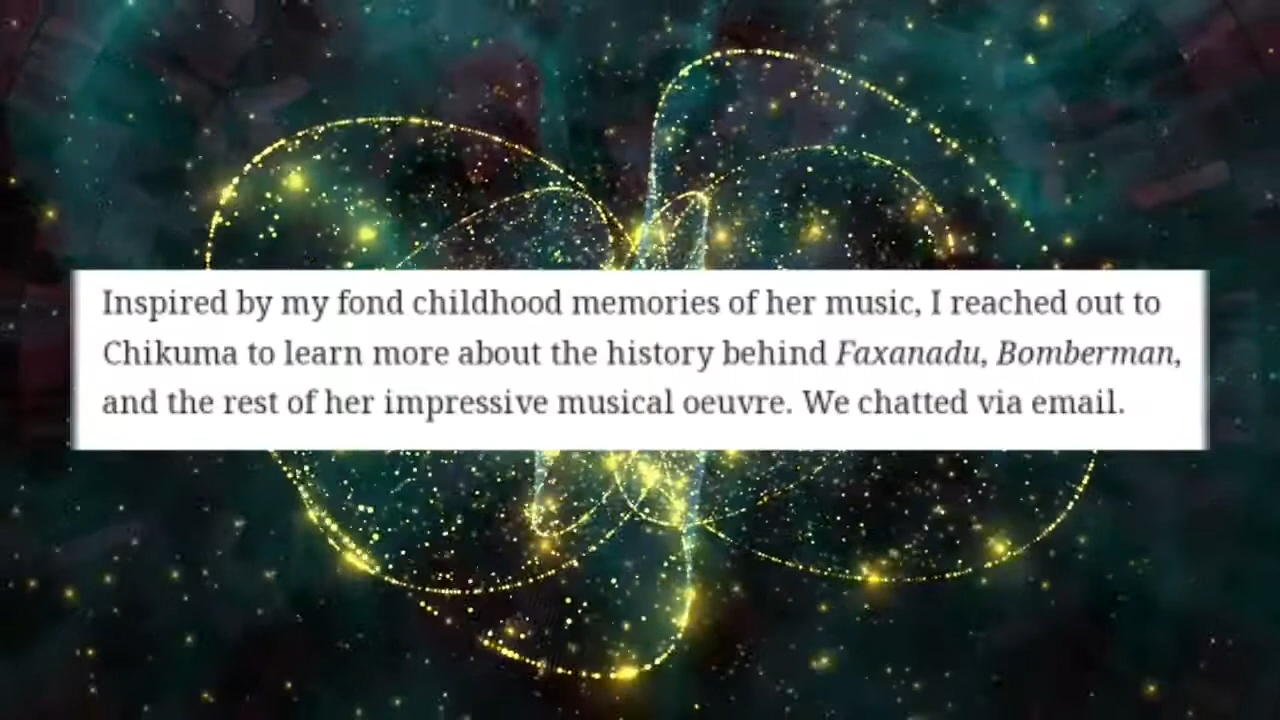 Inspired by my fond childhood memories of her music, I reached out to
Chikuma to learn more about the history behind Faxanadu, Bomberman,
and the rest of her impressive musical oeuvre. We chatted via email.